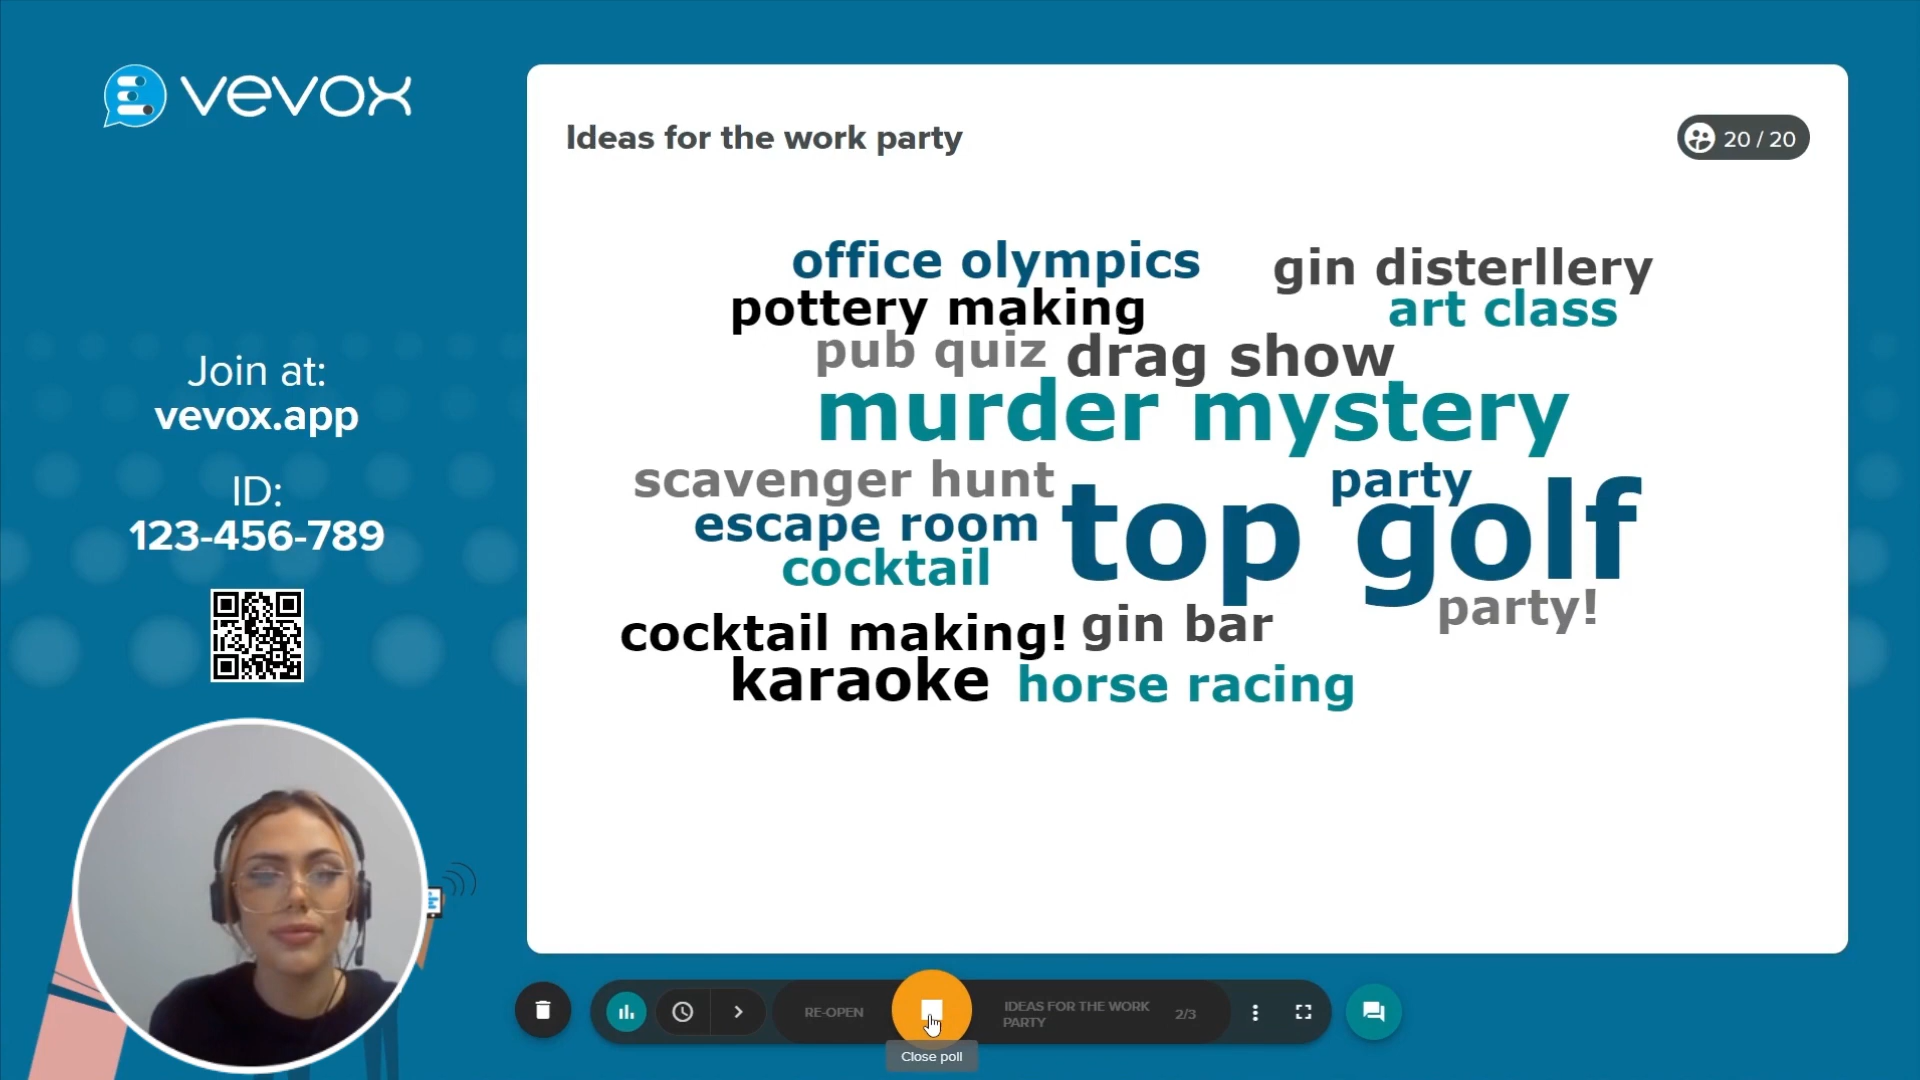 vevox
Join at:
vevox.app
ID:
123-456-789
Ideas for the work party
20 / 20
office olympics
gin disterllery
pottery making
art class
pub quiz
drag show
murder mystery
scavenger hunt
party
escape room
top golf
cocktail
party!
cocktail making!
gin bar
karaoke
horse racing
RE-OPEN
IDEAS FOR THE WORK
PARTY
2/3
Close poll